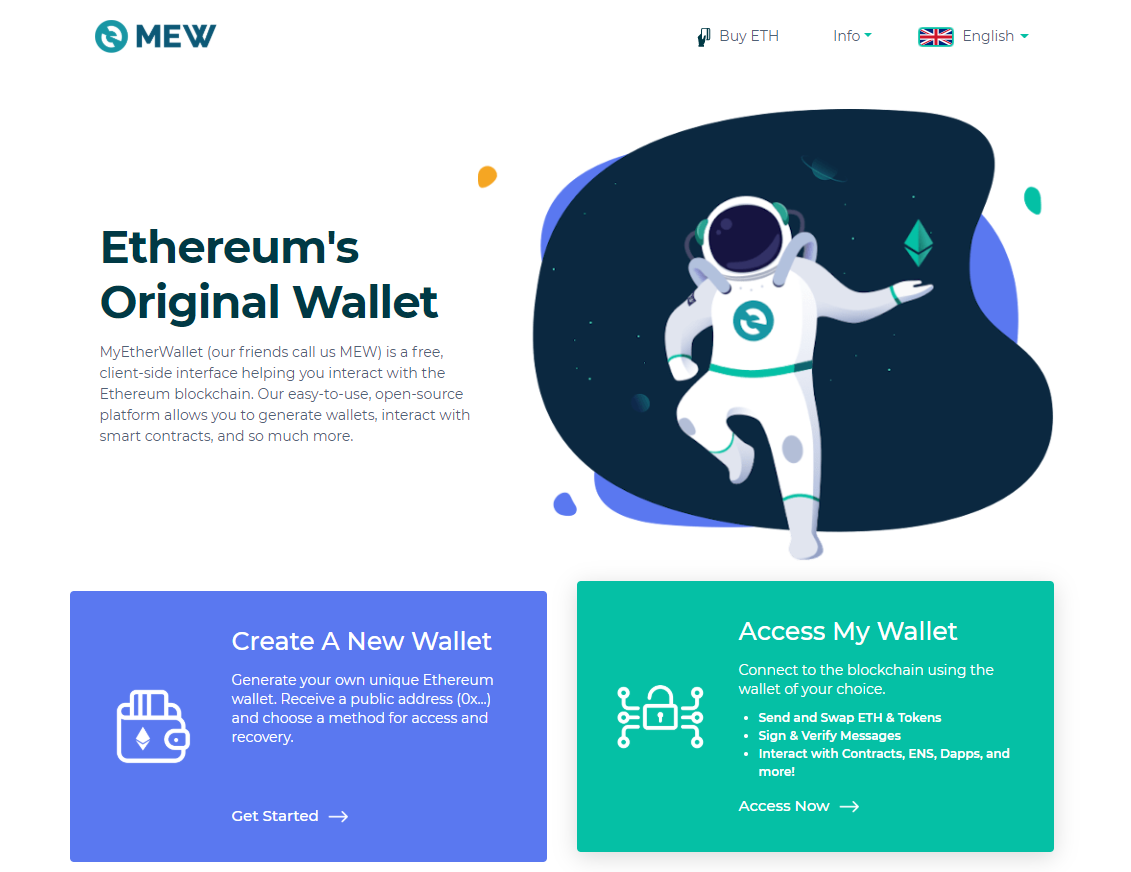 MEW
Buy ETH
Info
English
Ethereum's
Original Wallet
MyEtherWallet (our friends call us MEW) is a free,
client-side interface helping you interact with the
Ethereum blockchain. Our easy-to-use, open-source
platform allows you to generate wallets, interact with
smart contracts, and so much more.
Create A New Wallet
Generate your own unique Ethereum
wallet. Receive a public address (0x...)
and choose a method for access and
recovery.
Get Started
Access My Wallet
Connect to the blockchain using the
wallet of your choice.
Send and Swap ETH & Tokens
Sign & Verify Messages
Interact with Contracts, ENS, Dapps, and
more!
Access Now